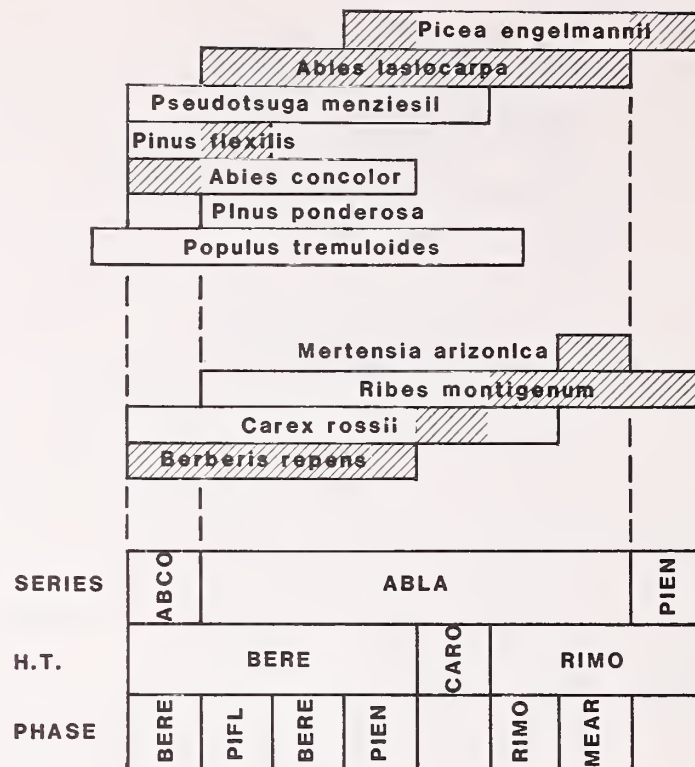 Picea engelmannii
Abies lasiocarpa
Pseudotsuga menziesii
Pinus flexilis
Abies concolor
Pinus ponderosa
Populus tremuloides
Mertensia arizonica
Ribes montigenum
Carex rossii
Berberis repens
SERIES ABCO ABLA PIEN
H.T. BERE CARO RIMO
PHASE BERE PIFL BERE PIEN RIMO MEAR